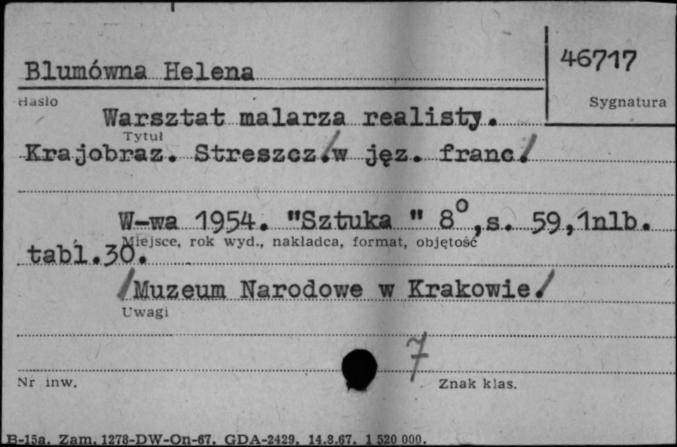 46717
Blumówna Helena
Hasło
Sygnatura
Warsztat malarza realisty.
Tytuł
Krajobraz. Streszcz./w jęz. franc./
W-wa 1954. "Sztuka " 8°, s. 59,1nlb.
Miejsce, rok wyd., nakładca, format, objętość
tabl.30.
/Muzeum Narodowe w Krakowie./
Uwagi
7
Nr inw.
Znak klas.
B-15a. Zam. 1278-DW-On-67. GDA-2429. 14.8.67. 1 520 000.